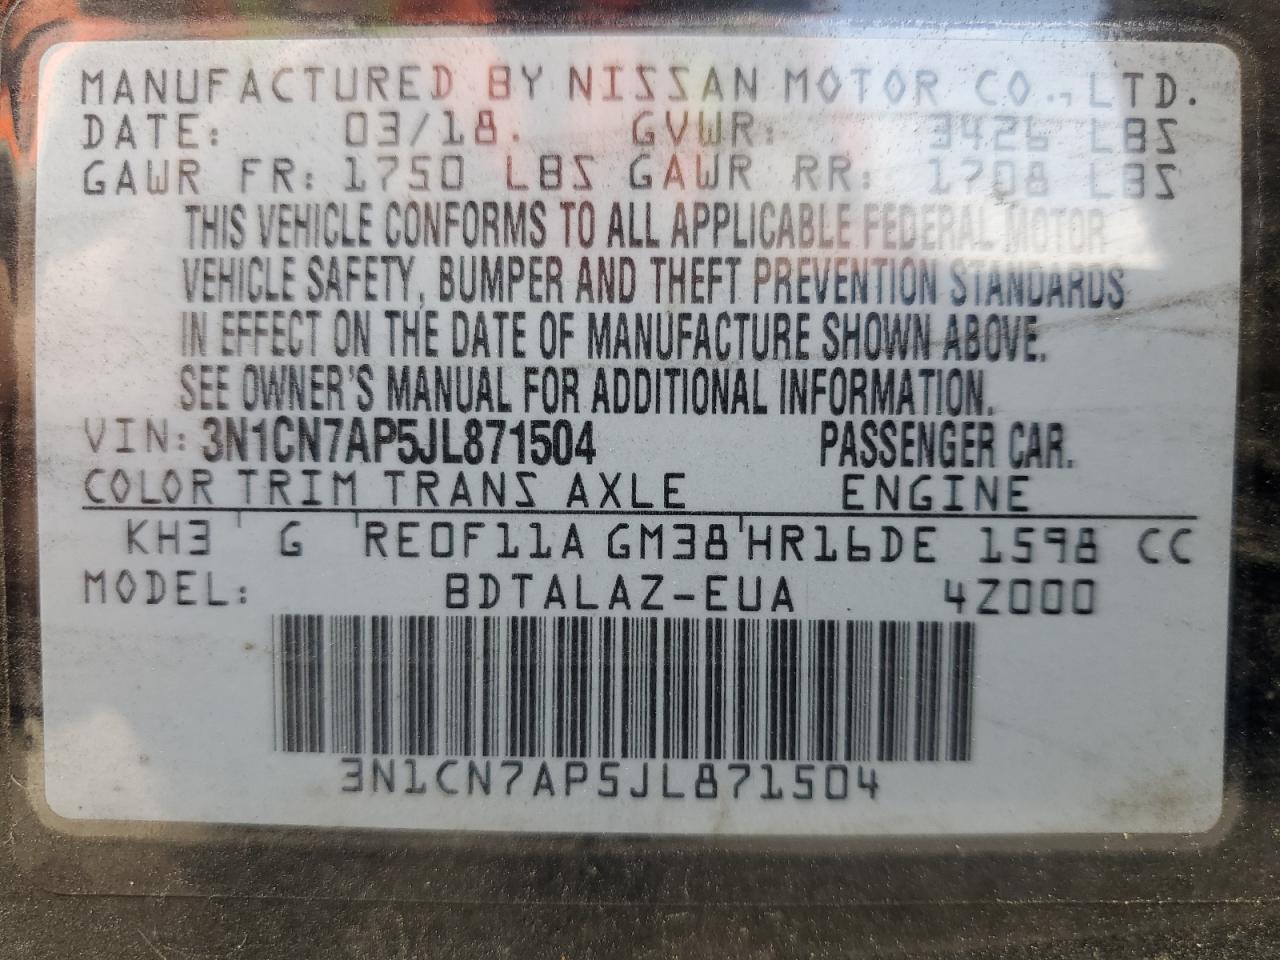 MANUFACTURED BY NISSAN MOTOR CO., LTD.
DATE: 03/18. GVWR: 3426 LBS
GAWR FR: 1750 LBS GAWR RR: 1708 LBS
THIS VEHICLE CONFORMS TO ALL APPLICABLE FEDERAL MOTOR
VEHICLE SAFETY, BUMPER AND THEFT PREVENTION STANDARDS
IN EFFECT ON THE DATE OF MANUFACTURE SHOWN ABOVE.
SEE OWNER'S MANUAL FOR ADDITIONAL INFORMATION.
VIN: 3N1CN7AP5JL871504 PASSENGER CAR.
COLOR TRIM TRANS AXLE ENGINE
KH3 G RE0F11A GM38 HR16DE 1598 CC
MODEL: BDTALAZ-EUA 4Z000
3N1CN7AP5JL871504